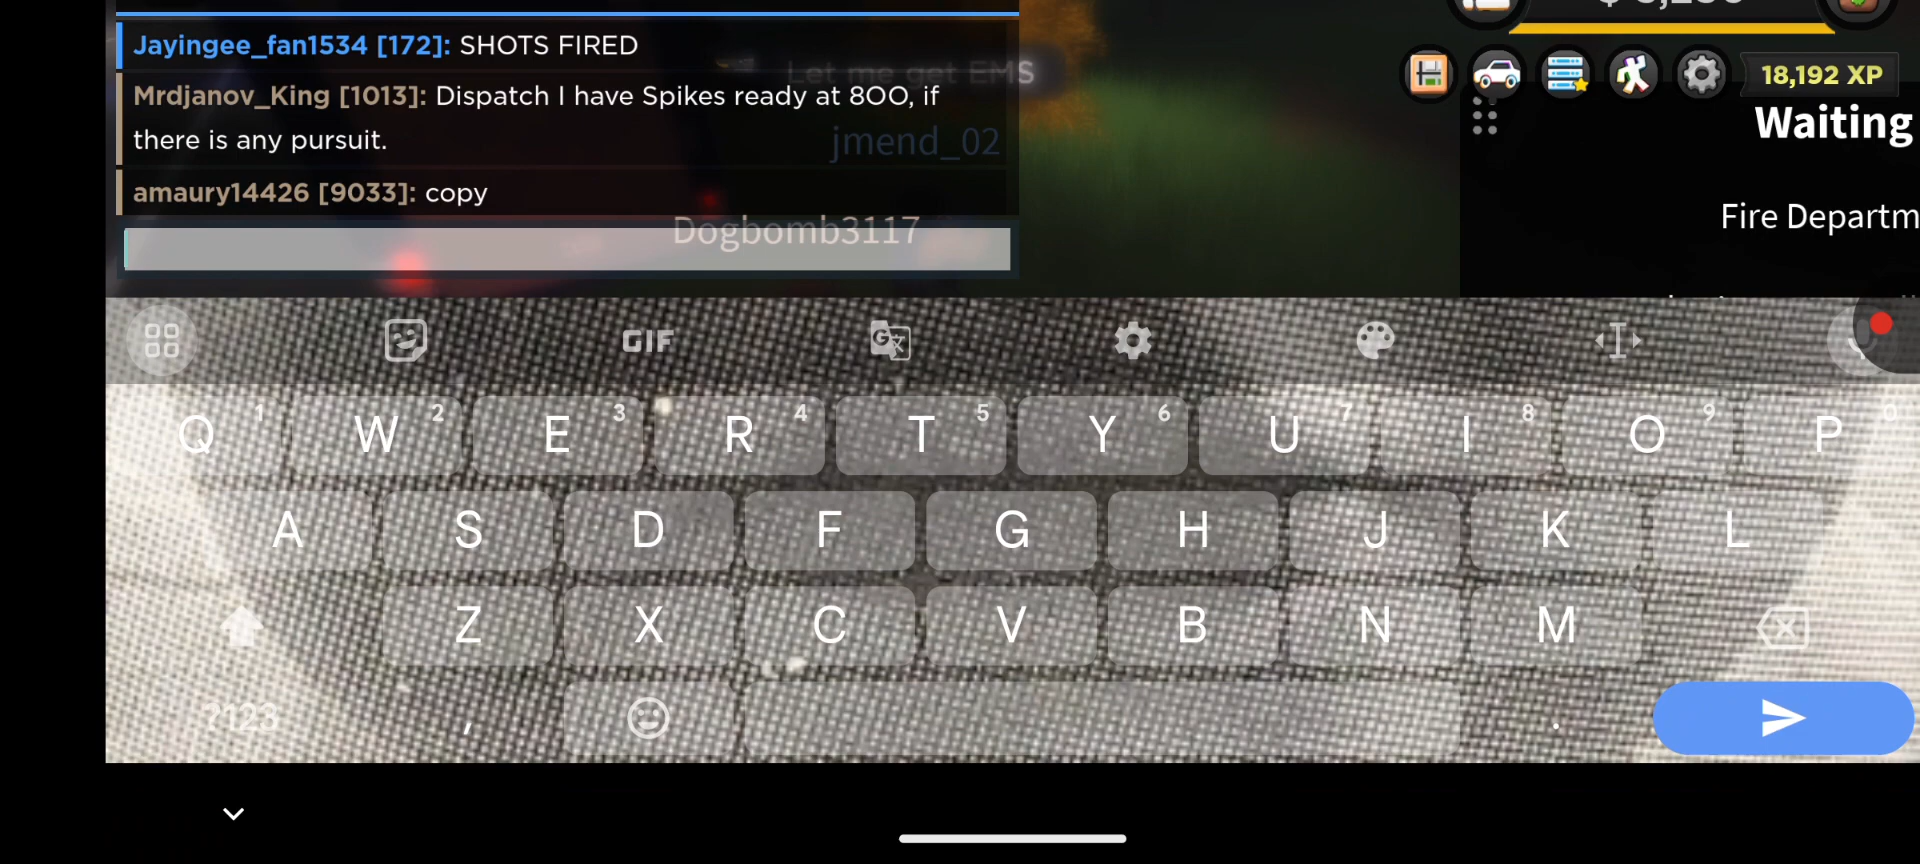 Jayingee_fan1534 [172]: SHOTS FIRED
Let me get EMS
Mrdjanov_King [1013]: Dispatch I have Spikes ready at 8OO, if
there is any pursuit.
jmend_02
amaury14426 [9033]: copy
Dogbomb3117
18,192 XP
Waiting
Fire Departm
GIF
Q 1 W 2 E 3 R 4 T 5 Y 6 U 7 I 8 O 9 P 0
A S D F G H J K L
Z X C V B N M
?123 , .